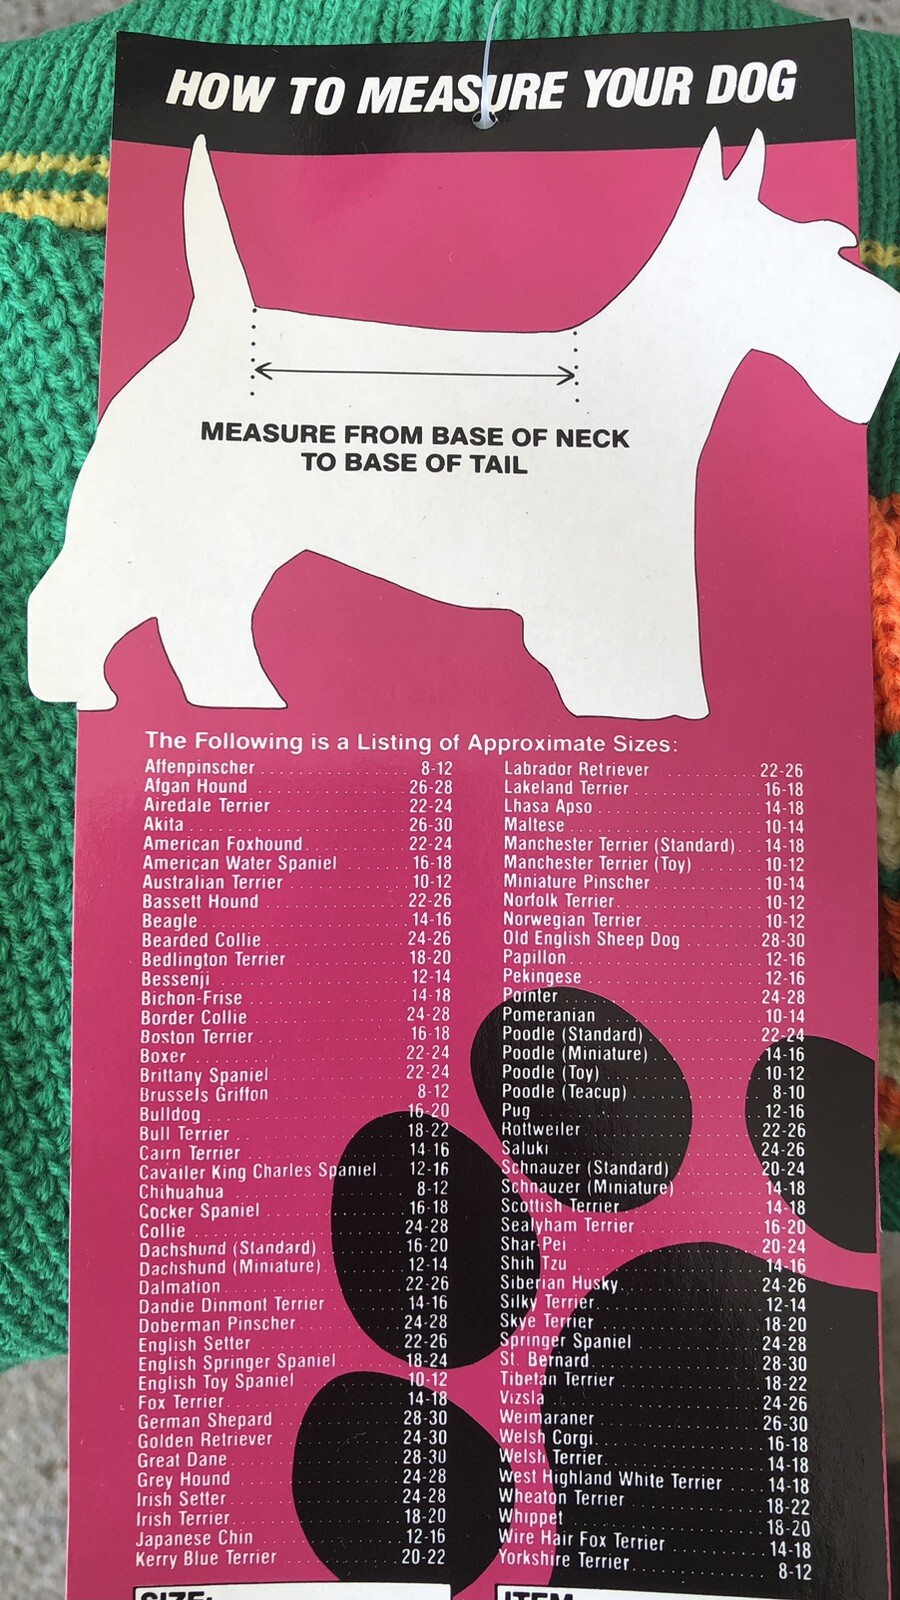 HOW TO MEASURE YOUR DOG
MEASURE FROM BASE OF NECK
TO BASE OF TAIL
The Following is a Listing of Approximate Sizes:
Affenpinscher 8-12
Afgan Hound 26-28
Airedale Terrier 22-24
Akita 26-30
American Foxhound 22-24
American Water Spaniel 16-18
Australian Terrier 10-12
Bassett Hound 22-26
Beagle 14-16
Bearded Collie 24-26
Bedlington Terrier 18-20
Bessenji 12-14
Bichon-Frise 14-18
Border Collie 24-28
Boston Terrier 16-18
Boxer 22-24
Brittany Spaniel 22-24
Brussels Griffon 8-12
Bulldog 16-20
Bull Terrier 18-22
Cairn Terrier 14-16
Cavailer King Charles Spaniel 12-16
Chihuahua 8-12
Cocker Spaniel 16-18
Collie 24-28
Dachshund (Standard) 16-20
Dachshund (Miniature) 12-14
Dalmation 22-26
Dandie Dinmont Terrier 14-16
Doberman Pinscher 24-28
English Setter 22-26
English Springer Spaniel 18-24
English Toy Spaniel 10-12
Fox Terrier 14-18
German Shepard 28-30
Golden Retriever 24-30
Great Dane 28-30
Grey Hound 24-28
Irish Setter 24-28
Irish Terrier 18-20
Japanese Chin 12-16
Kerry Blue Terrier 20-22
Labrador Retriever 22-26
Lakeland Terrier 16-18
Lhasa Apso 14-18
Maltese 10-14
Manchester Terrier (Standard) 14-18
Manchester Terrier (Toy) 10-12
Miniature Pinscher 10-14
Norfolk Terrier 10-12
Norwegian Terrier 10-12
Old English Sheep Dog 28-30
Papillon 12-16
Pekingese 12-16
Pointer 24-28
Pomeranian 10-14
Poodle (Standard) 22-24
Poodle (Miniature) 14-16
Poodle (Toy) 10-12
Poodle (Teacup) 8-10
Pug 12-16
Rottweiler 22-26
Saluki 24-26
Schnauzer (Standard) 20-24
Schnauzer (Miniature) 14-18
Scottish Terrier 14-18
Sealyham Terrier 16-20
Shar-Pei 20-24
Shih Tzu 14-16
Siberian Husky 24-26
Silky Terrier 12-14
Skye Terrier 18-20
Springer Spaniel 24-28
St. Bernard 28-30
Tibetan Terrier 18-22
Vizsla 24-26
Weimaraner 26-30
Welsh Corgi 16-18
Welsh Terrier 14-18
West Highland White Terrier 14-18
Wheaton Terrier 18-22
Whippet 18-20
Wire Hair Fox Terrier 14-18
Yorkshire Terrier 8-12
SIZE:
ITEM